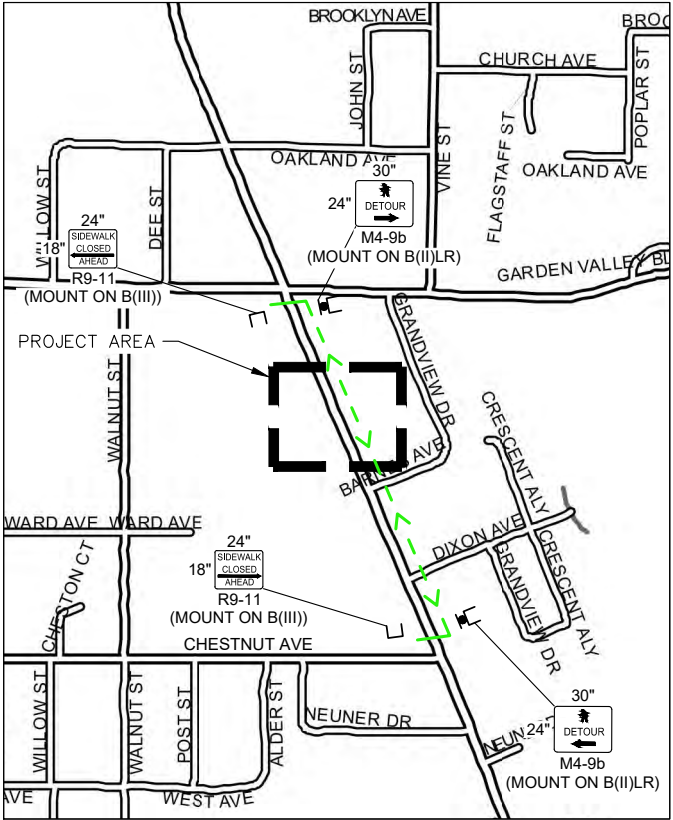 BROOKLYN AVE
BROO
CHURCH AVE
JOHN ST
POPLAR ST
FLAGSTAFF ST
VINE ST
OAKLAND AVE
OAKLAND AVE
WILLOW ST
DEE ST
30"
24"
DETOUR
M4-9b
(MOUNT ON B(II)LR)
24"
18"
SIDEWALK
CLOSED
AHEAD
R9-11
(MOUNT ON B(III))
GARDEN VALLEY BL
PROJECT AREA
WALNUT ST
GRANDVIEW DR
CRESCENT ALY
WARD AVE
WARD AVE
DIXON AVE
CRESCENT ALY
GRANDVIEW DR
24"
18"
SIDEWALK
CLOSED
AHEAD
R9-11
(MOUNT ON B(III))
CHESTON CT
CHESTNUT AVE
WILLOW ST
WALNUT ST
POST ST
ALDER ST
NEUNER DR
NEUN
30"
24"
DETOUR
M4-9b
(MOUNT ON B(II)LR)
AVE
WEST AVE